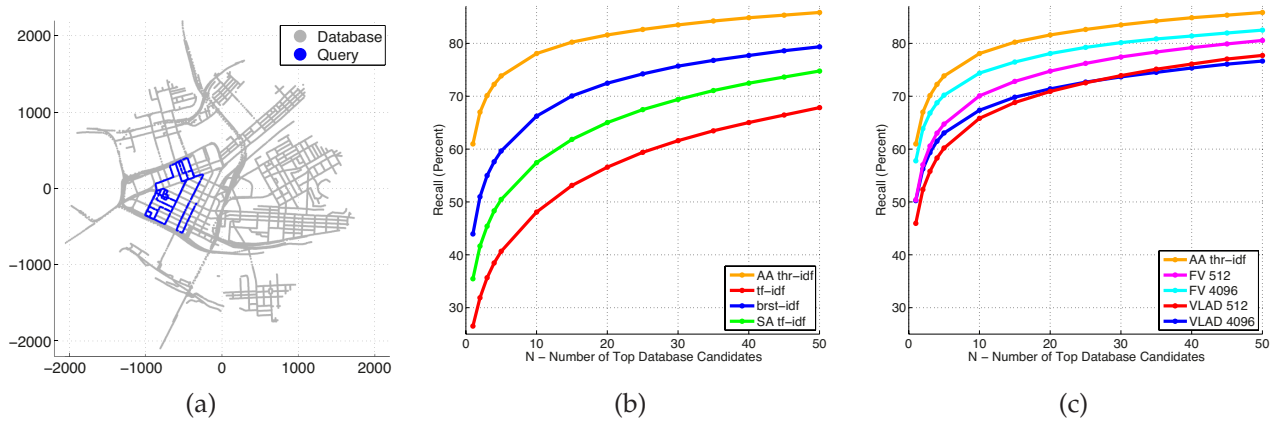 2000
1000
0
−1000
−2000
−2000
−1000
0
1000
2000
Database
Query
(a)
80
70
60
50
40
30
Recall (Percent)
0
10
20
30
40
50
N − Number of Top Database Candidates
AA thr−idf
tf−idf
brst−idf
SA tf−idf
(b)
80
70
60
50
40
30
Recall (Percent)
0
10
20
30
40
50
N − Number of Top Database Candidates
AA thr−idf
FV 512
FV 4096
VLAD 512
VLAD 4096
(c)